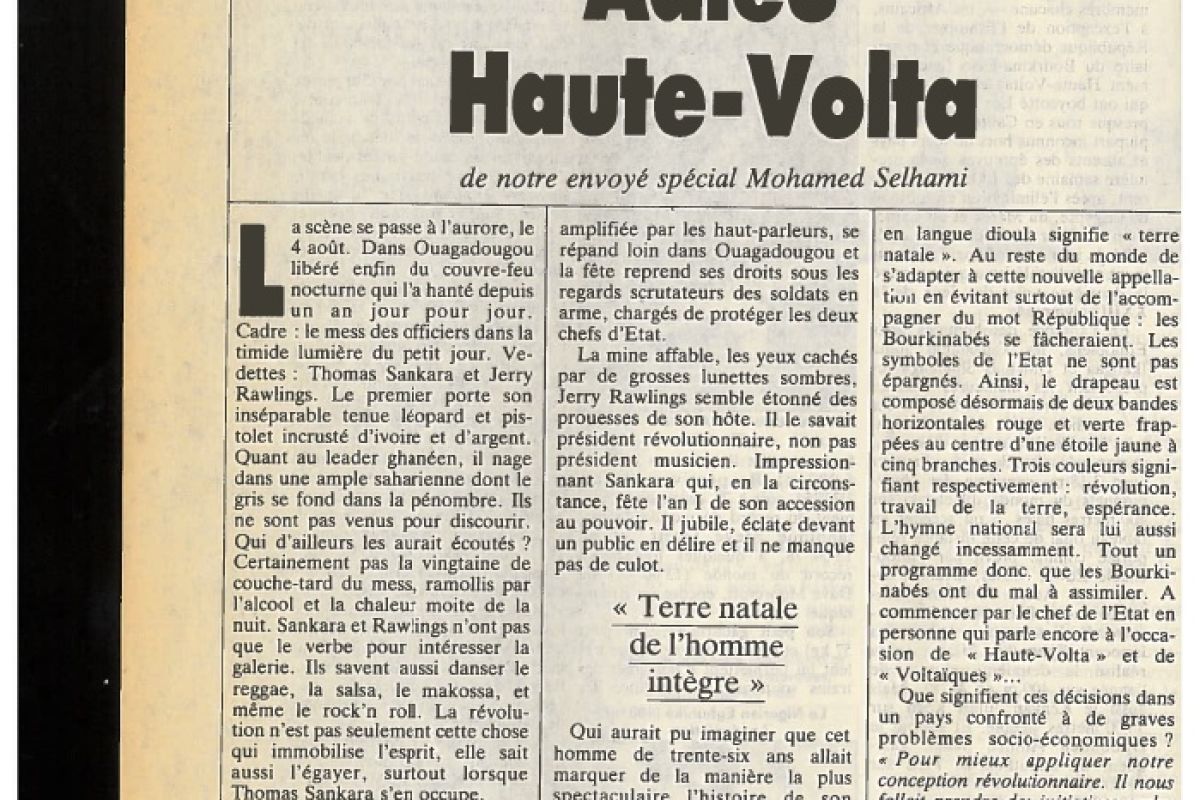 Haute-Volta
de notre envoyé spécial Mohamed Selhami
La scène se passe à l'aurore, le
4 août. Dans Ouagadougou
libéré enfin du couvre-feu
nocturne qui l'a hanté depuis
un an jour pour jour.
Cadre : le mess des officiers dans la
timide lumière du petit jour. Ve-
dettes : Thomas Sankara et Jerry
Rawlings. Le premier porte son
inséparable tenue léopard et pis-
tolet incrusté d'ivoire et d'argent.
Quant au leader ghanéen, il nage
dans une ample saharienne dont le
gris se fond dans la pénombre. Ils
ne sont pas venus pour discourir.
Qui d'ailleurs les aurait écoutés ?
Certainement pas la vingtaine de
couche-tard du mess, ramollis par
l'alcool et la chaleur moite de la
nuit. Sankara et Rawlings n'ont pas
que le verbe pour intéresser la
galerie. Ils savent aussi danser le
reggae, la salsa, le makossa, et
même le rock'n roll. La révolu-
tion n'est pas seulement cette chose
qui immobilise l'esprit, elle sait
aussi l'égayer, surtout lorsque
Thomas Sankara s'en occupe.
amplifiée par les haut-parleurs, se
répand loin dans Ouagadougou et
la fête reprend ses droits sous les
regards scrutateurs des soldats en
arme, chargés de protéger les deux
chefs d'Etat.
La mine affable, les yeux cachés
par de grosses lunettes sombres,
Jerry Rawlings semble étonné des
prouesses de son hôte. Il le savait
président révolutionnaire, non pas
président musicien. Impression-
nant Sankara qui, en la circons-
tance, fête l'an I de son accession
au pouvoir. Il jubile, éclate devant
un public en délire et il ne manque
pas de culot.
« Terre natale
de l'homme
intègre »
Qui aurait pu imaginer que cet
homme de trente-six ans allait
marquer de la manière la plus
spectaculaire l'histoire de son
en langue dioula signifie « terre
natale ». Au reste du monde de
s'adapter à cette nouvelle appella-
tion en évitant surtout de l'accom-
pagner du mot République : les
Bourkinabés se fâcheraient. Les
symboles de l'Etat ne sont pas
épargnés. Ainsi, le drapeau est
composé désormais de deux bandes
horizontales rouge et verte frap-
pées au centre d'une étoile jaune à
cinq branches. Trois couleurs signi-
fiant respectivement : révolution,
travail de la terre, espérance.
L'hymne national sera lui aussi
changé incessamment. Tout un
programme donc, que les Bourki-
nabés ont du mal à assimiler. A
commencer par le chef de l'Etat en
personne qui parle encore à l'occa-
sion de « Haute-Volta » et de
« Voltaïques »...
Que signifient ces décisions dans
un pays confronté à de graves
problèmes socio-économiques ?
« Pour mieux appliquer notre
conception révolutionnaire. Il nous